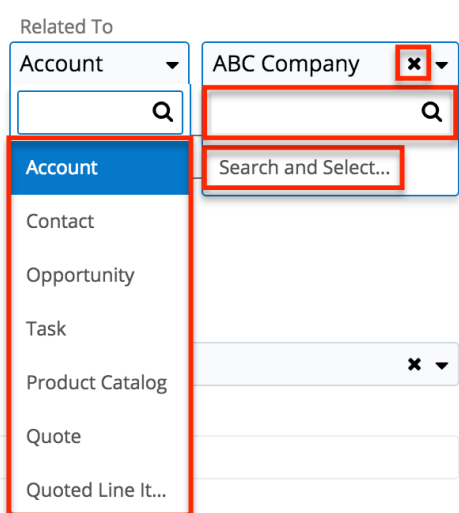 Related To
Account
ABC Company
Account
Search and Select...
Contact
Opportunity
Task
Product Catalog
Quote
Quoted Line It...